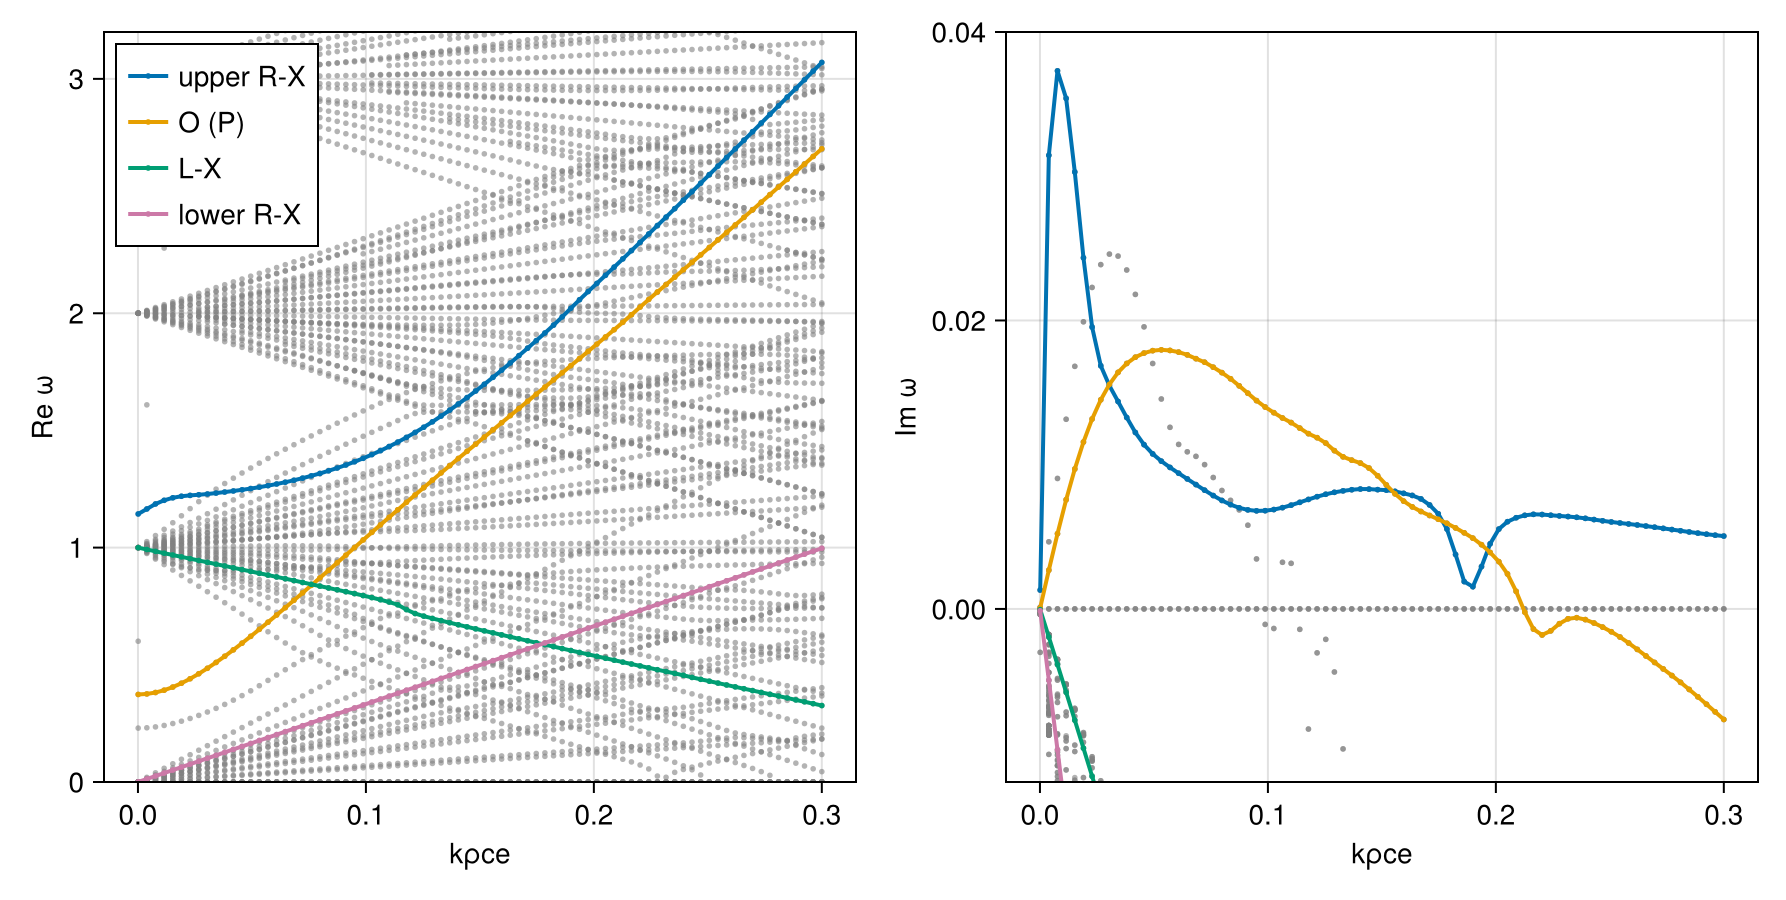 3
2
1
0
Re ω
upper R-X
O (P)
L-X
lower R-X
0.0
0.1
0.2
0.3
kρce
0.04
0.02
0.00
Im ω
0.0
0.1
0.2
0.3
kρce